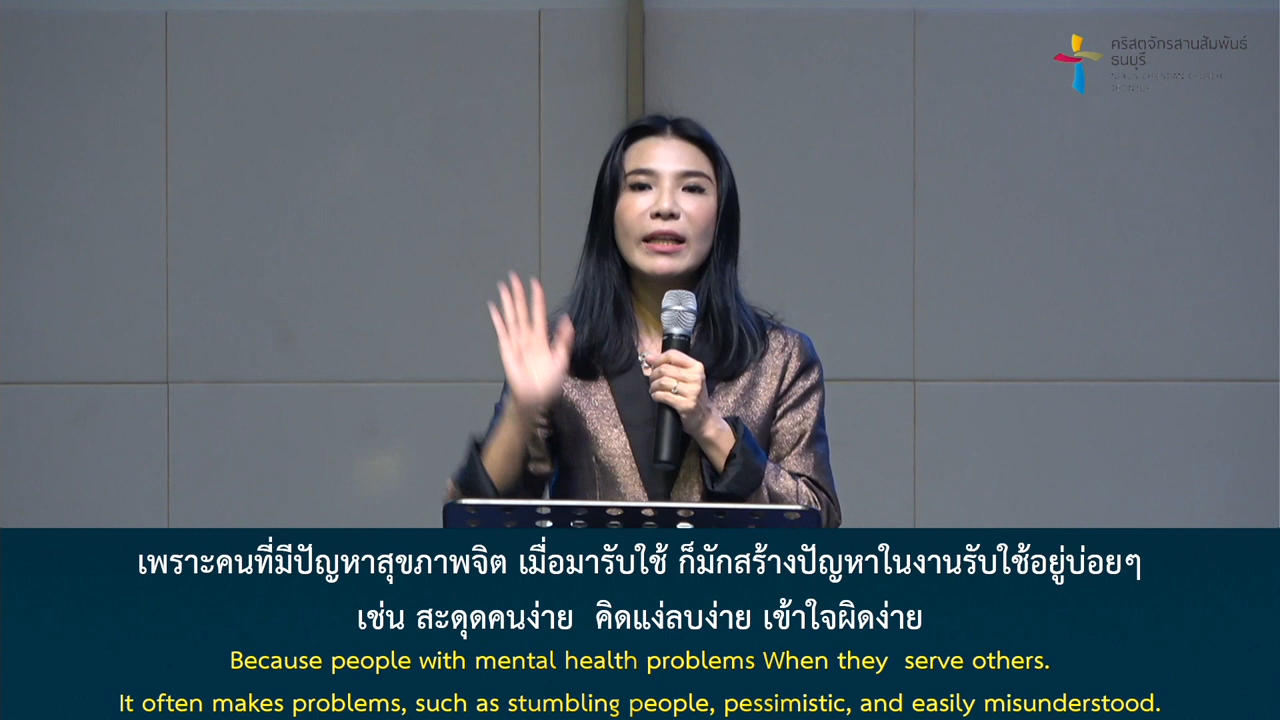 คริสตจักรสานสัมพันธ์
ธนบุรี
NEXUS CHRISTIAN CHURCH
เพราะคนที่มีปัญหาสุขภาพจิต เมื่อมารับใช้ ก็มักสร้างปัญหาในงานรับใช้อยู่บ่อยๆ
เช่น สะดุดคนง่าย คิดแง่ลบง่าย เข้าใจผิดง่าย
Because people with mental health problems When they serve others.
It often makes problems, such as stumbling people, pessimistic, and easily misunderstood.